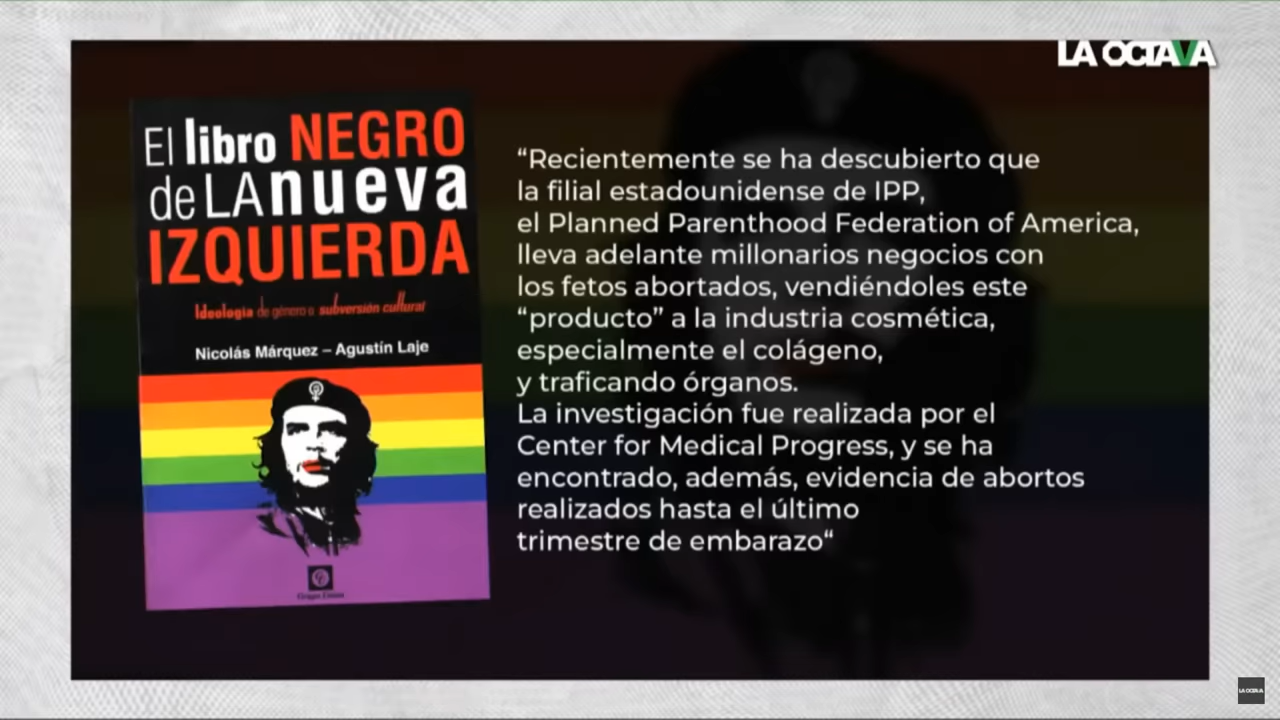 LA OCTAVA
El libro NEGRO
de LA nueva
IZQUIERDA
Ideología de género o subversión cultural
Nicolás Márquez – Agustín Laje
Grupo Unión
“Recientemente se ha descubierto que
la filial estadounidense de IPP,
el Planned Parenthood Federation of America,
lleva adelante millonarios negocios con
los fetos abortados, vendiéndoles este
“producto” a la industria cosmética,
especialmente el colágeno,
y traficando órganos.
La investigación fue realizada por el
Center for Medical Progress, y se ha
encontrado, además, evidencia de abortos
realizados hasta el último
trimestre de embarazo“
LA OCTAVA